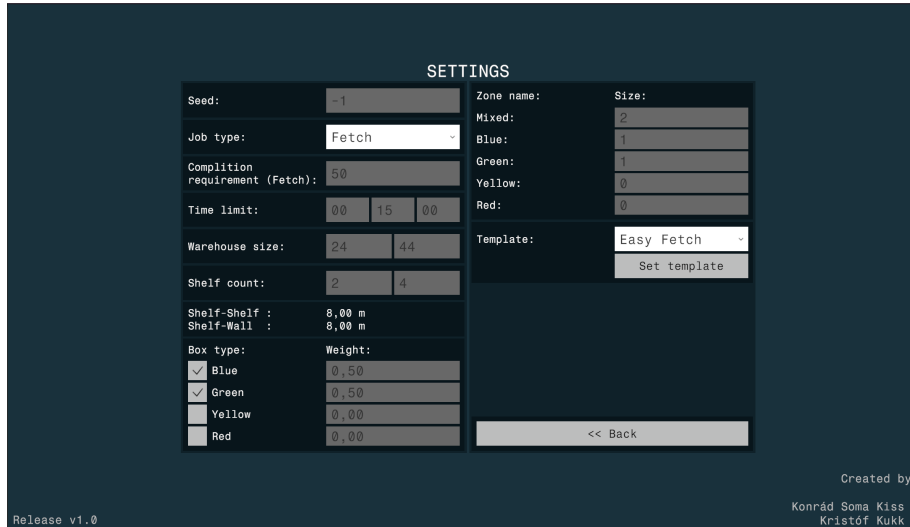 SETTINGS
Seed: -1
Job type: Fetch
Complition
requirement (Fetch): 50
Time limit: 00 15 00
Warehouse size: 24 44
Shelf count: 2 4
Shelf-Shelf : 8,00 m
Shelf-Wall : 8,00 m
Box type: Weight:
Blue 0,50
Green 0,50
Yellow 0,00
Red 0,00
Zone name: Size:
Mixed: 2
Blue: 1
Green: 1
Yellow: 0
Red: 0
Template: Easy Fetch
Set template
<< Back
Created by
Konrád Soma Kiss
Kristóf Kukk
Release v1.0